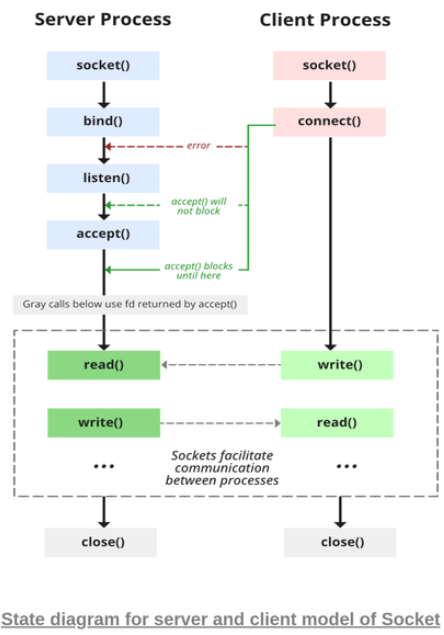 Server Process
Client Process
socket()
socket()
bind()
connect()
error
listen()
accept() will
not block
accept()
accept() blocks
until here
Gray calls below use fd returned by accept()
read()
write()
write()
read()
...
Sockets facilitate
communication
between processes
...
close()
close()
State diagram for server and client model of Socket